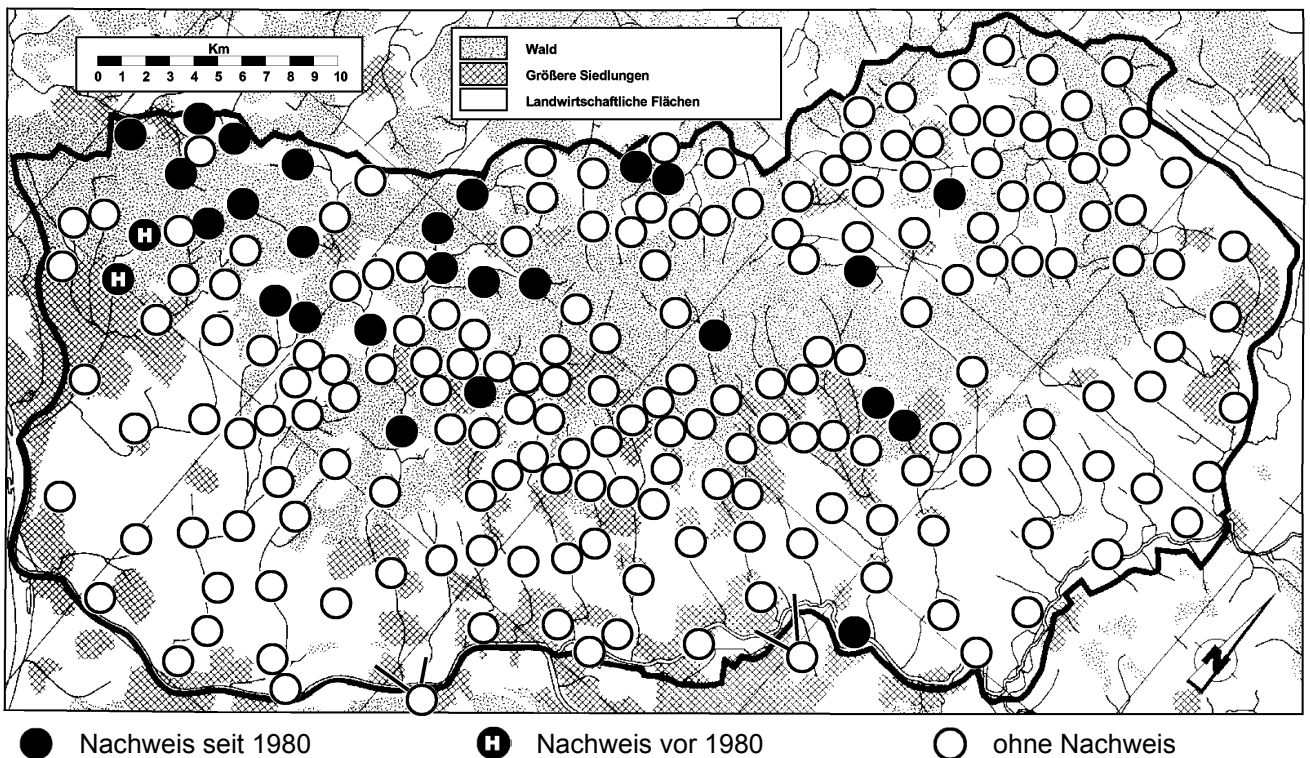 Km
0 1 2 3 4 5 6 7 8 9 10
Wald
Größere Siedlungen
Landwirtschaftliche Flächen
H
H
N
Nachweis seit 1980
H Nachweis vor 1980
ohne Nachweis